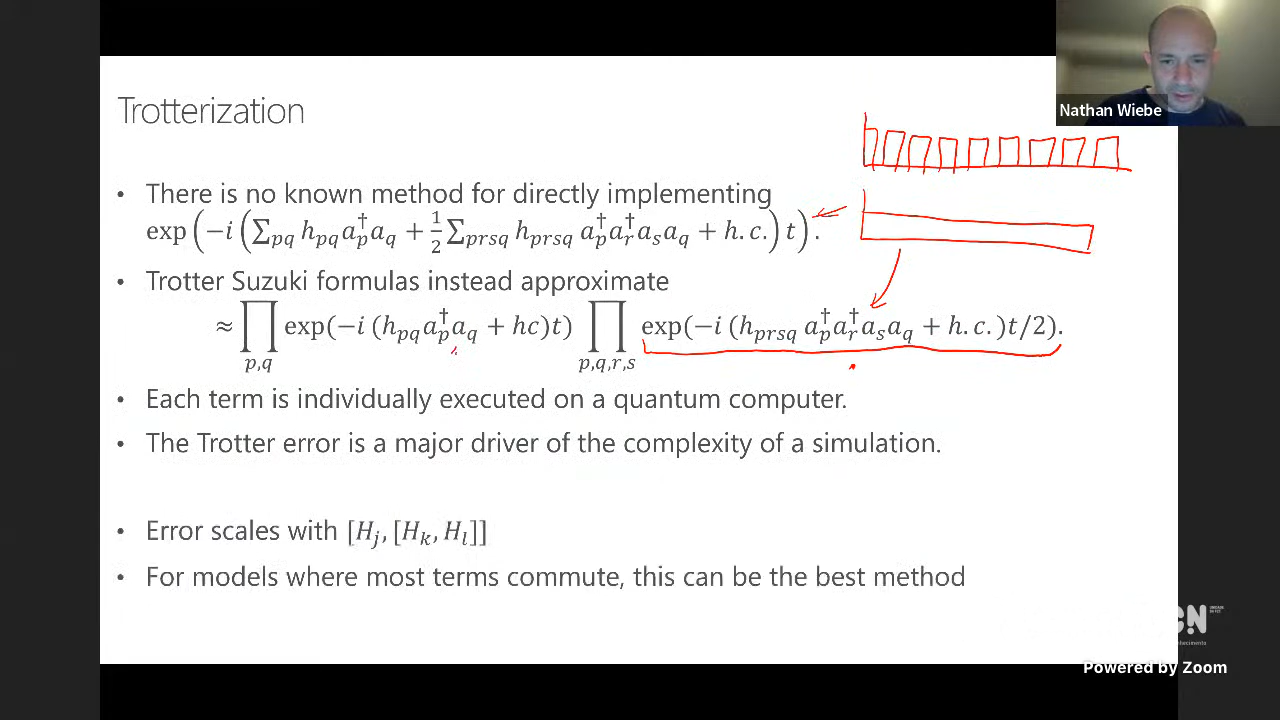 Nathan Wiebe
Trotterization
• There is no known method for directly implementing
exp(−i(∑pq hpq a†p aq + 1/2 ∑prsq hprsq a†p a†r as aq + h.c.)t).
• Trotter Suzuki formulas instead approximate
≈ ∏p,q exp(−i (hpq a†p aq + hc)t) ∏p,q,r,s exp(−i (hprsq a†p a†r as aq + h.c.)t/2).
• Each term is individually executed on a quantum computer.
• The Trotter error is a major driver of the complexity of a simulation.
• Error scales with [Hj, [Hk, Hl]]
• For models where most terms commute, this can be the best method
Powered by Zoom